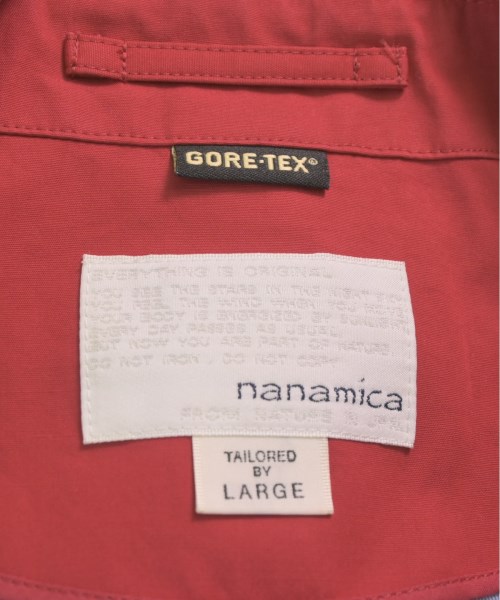 GORE-TEX®
EVERYTHING IS ORIGINAL
YOU SEE THE STARS IN THE NIGHT SKY
YOU FEEL THE WIND WHEN YOU MOVE
YOUR BODY IS ENERGISED BY SUNLIGHT
EVERY DAY PASSES AS USUAL
BUT NOW YOU ARE PART OF NATURE
DO NOT IRON . DO NOT COPY
nanamica
FROM NATURE
TAILORED
BY
LARGE